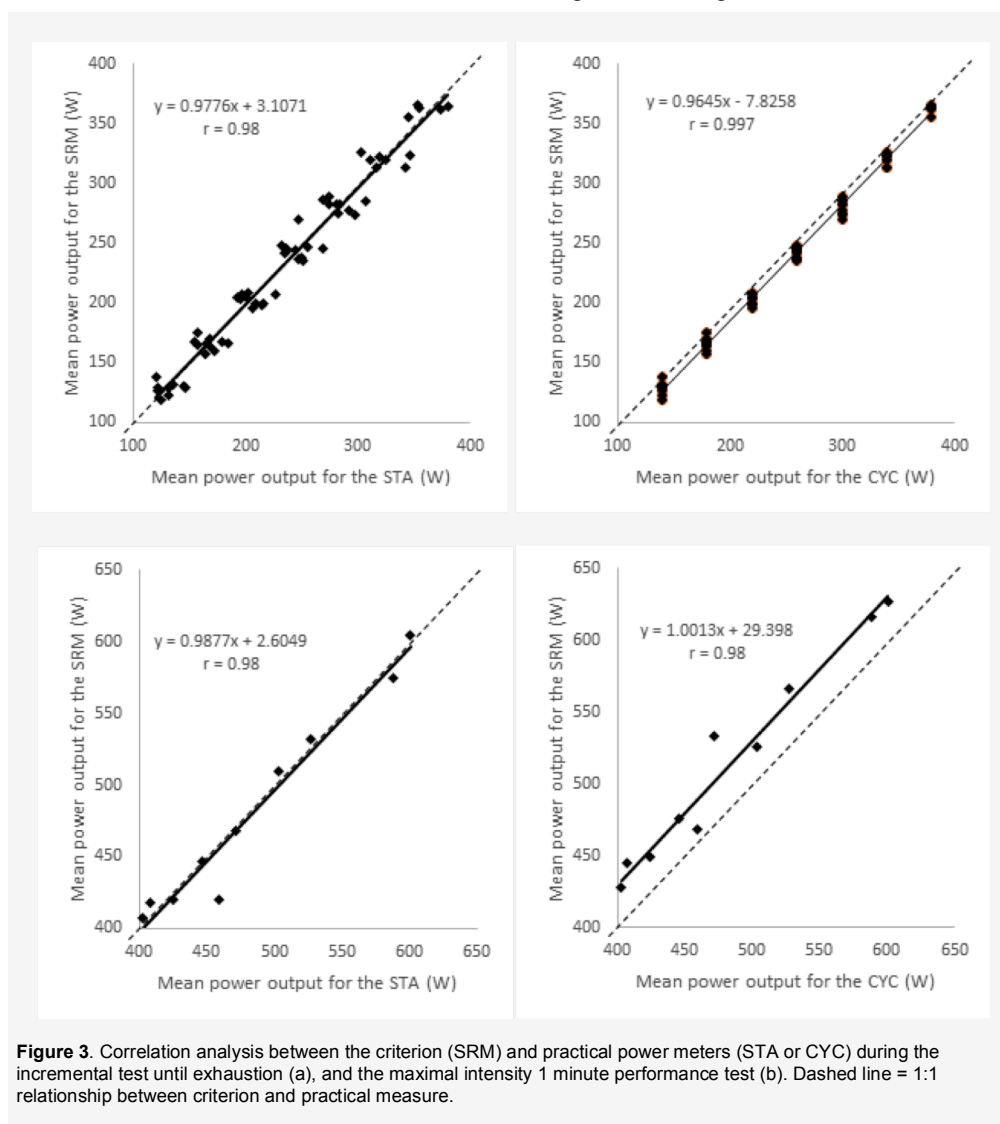 400
350
300
250
200
150
100
y = 0.9776x + 3.1071
r = 0.98
Mean power output for the SRM (W)
100 200 300 400
Mean power output for the STA (W)
400
350
300
250
200
150
100
y = 0.9645x - 7.8258
r = 0.997
Mean power output for the SRM (W)
100 200 300 400
Mean power output for the CYC (W)
650
600
550
500
450
400
y = 0.9877x + 2.6049
r = 0.98
Mean power output for the SRM (W)
400 450 500 550 600 650
Mean power output for the STA (W)
650
600
550
500
450
400
y = 1.0013x + 29.398
r = 0.98
Mean power output for the SRM (W)
400 450 500 550 600 650
Mean power output for the CYC (W)
Figure 3. Correlation analysis between the criterion (SRM) and practical power meters (STA or CYC) during the
incremental test until exhaustion (a), and the maximal intensity 1 minute performance test (b). Dashed line = 1:1
relationship between criterion and practical measure.